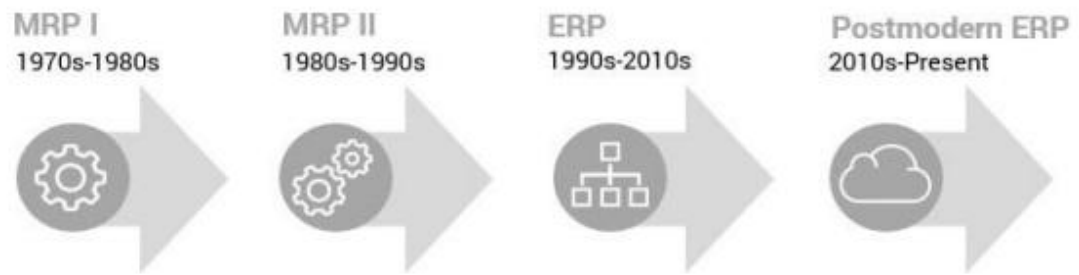 MRP I
1970s-1980s
MRP II
1980s-1990s
ERP
1990s-2010s
Postmodern ERP
2010s-Present